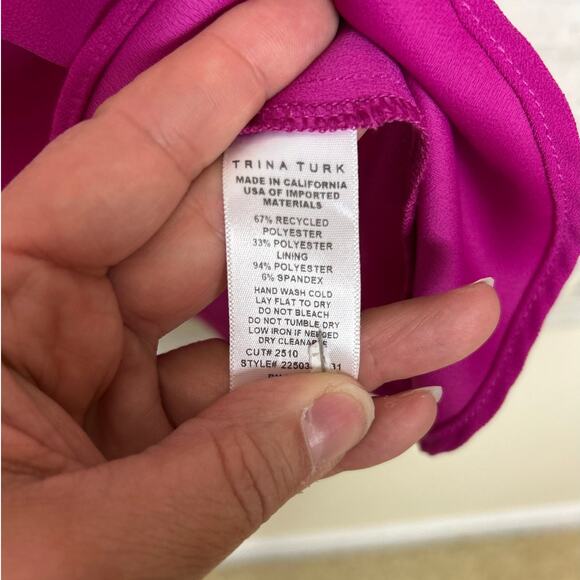 TRINA TURK
MADE IN CALIFORNIA
USA OF IMPORTED
MATERIALS
67% RECYCLED
POLYESTER
33% POLYESTER
LINING
94% POLYESTER
6% SPANDEX
HAND WASH COLD
LAY FLAT TO DRY
DO NOT BLEACH
DO NOT TUMBLE DRY
LOW IRON IF NEEDED
DRY CLEANABLE
CUT# 2510
STYLE#